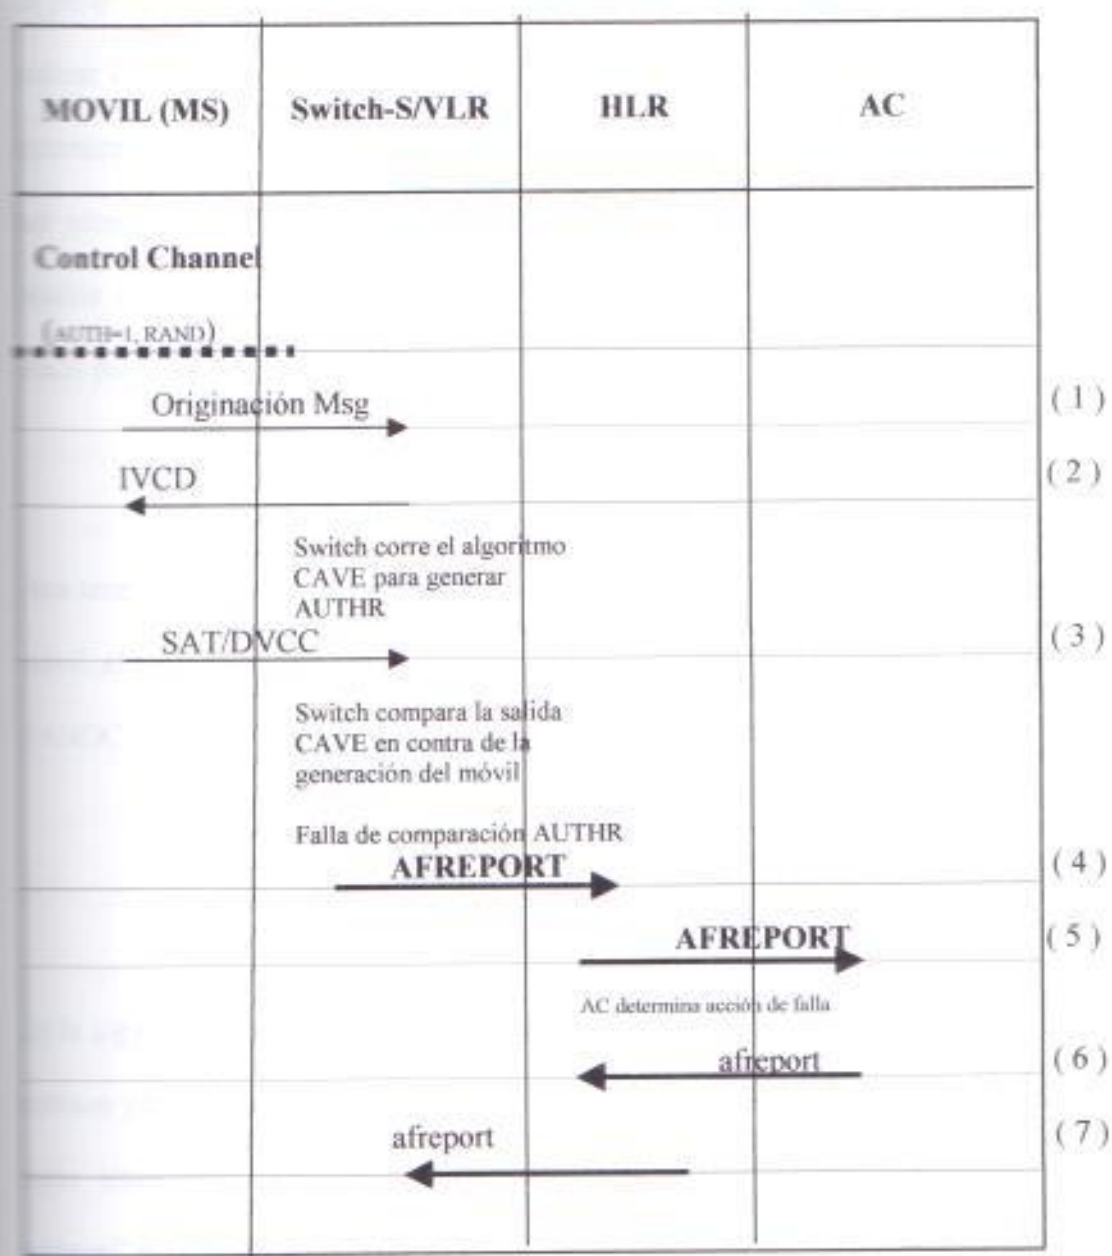 MOVIL (MS) Switch-S/VLR HLR AC
Control Channel
(AUTH=1, RAND)
Originación Msg
( 1 )
IVCD
( 2 )
Switch corre el algoritmo
CAVE para generar
AUTHR
SAT/DVCC
( 3 )
Switch compara la salida
CAVE en contra de la
generación del móvil
Falla de comparación AUTHR
AFREPORT
( 4 )
AFREPORT
( 5 )
AC determina acción de falla
afreport
( 6 )
afreport
( 7 )